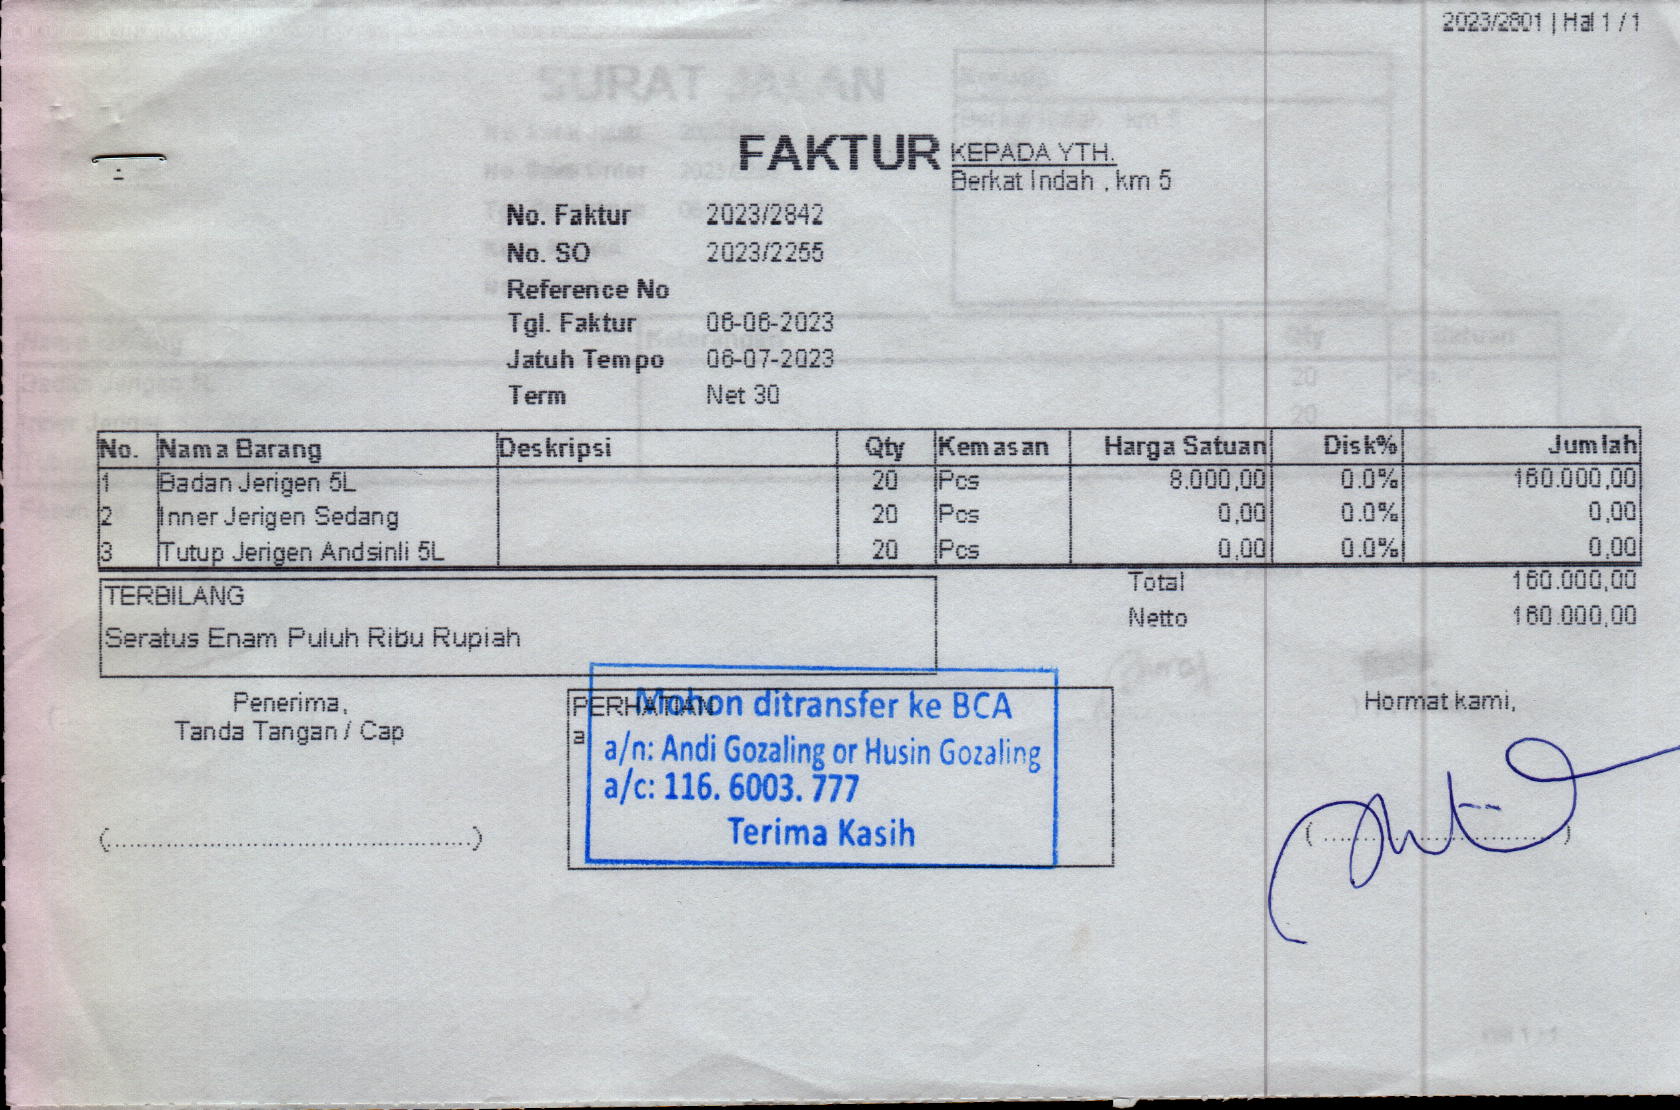 2023/2801 | Hal 1 / 1
SURAT JALAN
FAKTUR
KEPADA YTH.
Berkat Indah , km 5
No. Faktur 2023/2842
No. SO 2023/2255
Reference No
Tgl. Faktur 06-06-2023
Jatuh Tempo 06-07-2023
Term Net 30
No. Nama Barang Deskripsi Qty Kemasan Harga Satuan Disk% Jumlah
1 Badan Jerigen 5L 20 Pcs 8.000,00 0.0% 160.000,00
2 Inner Jerigen Sedang 20 Pcs 0,00 0.0% 0,00
3 Tutup Jerigen Andsinli 5L 20 Pcs 0,00 0.0% 0,00
Total 160.000,00
Netto 160.000,00
TERBILANG
Seratus Enam Puluh Ribu Rupiah
Penerima,
Tanda Tangan / Cap
(..............................................)
PERHATIAN
a
Mohon ditransfer ke BCA
a/n: Andi Gozaling or Husin Gozaling
a/c: 116. 6003. 777
Terima Kasih
Hormat kami,